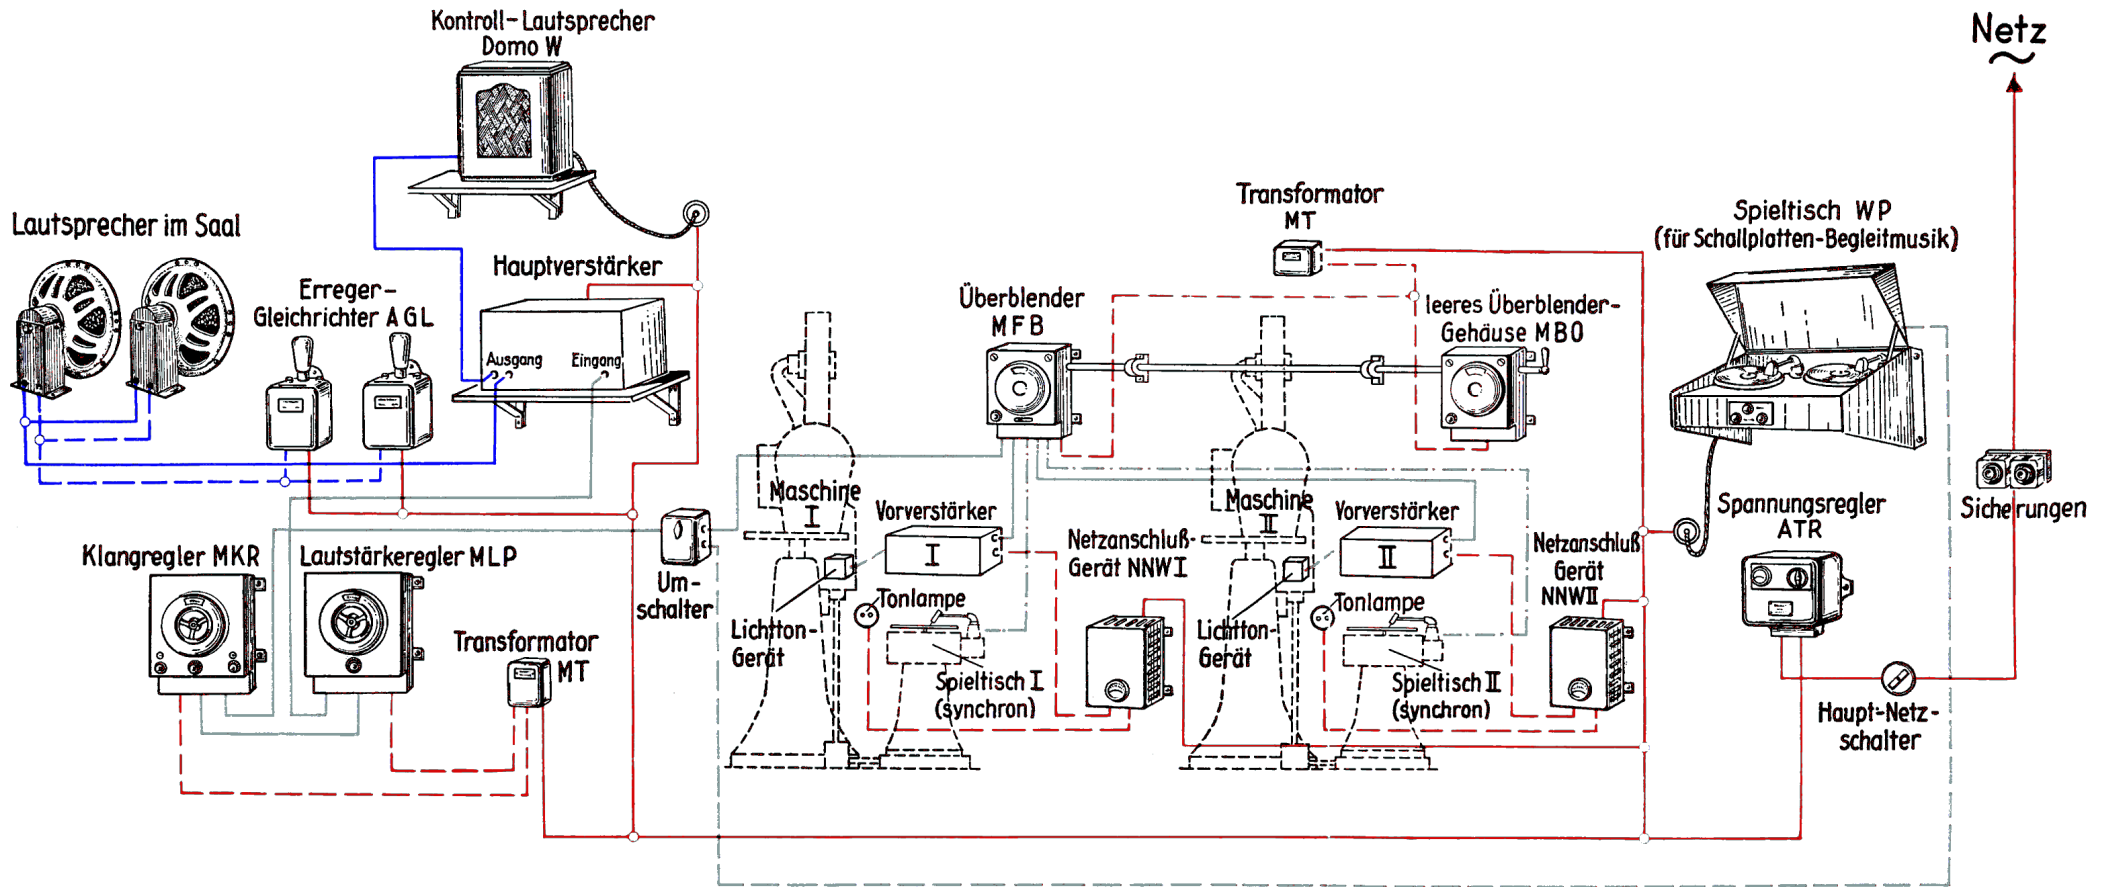 Kontroll-Lautsprecher
Domo W
Netz
~
Lautsprecher im Saal
Erreger-
Gleichrichter AGL
Hauptverstärker
Ausgang
Eingang
Transformator
MT
Spieltisch WP
(für Schallplatten-Begleitmusik)
Überblender
MFB
leeres Überblender-
Gehäuse MBO
Maschine
I
Vorverstärker
I
Maschine
II
Vorverstärker
II
Spannungsregler
ATR
Sicherungen
Klangregler MKR
Lautstärkeregler MLP
Um-
schalter
Netzanschluß-
Gerät NNW I
Netzanschluß
Gerät
NNW II
Transformator
MT
Lichtton-
Gerät
Tonlampe
Spieltisch I
(synchron)
Lichtton-
Gerät
Tonlampe
Spieltisch II
(synchron)
Haupt-Netz-
schalter